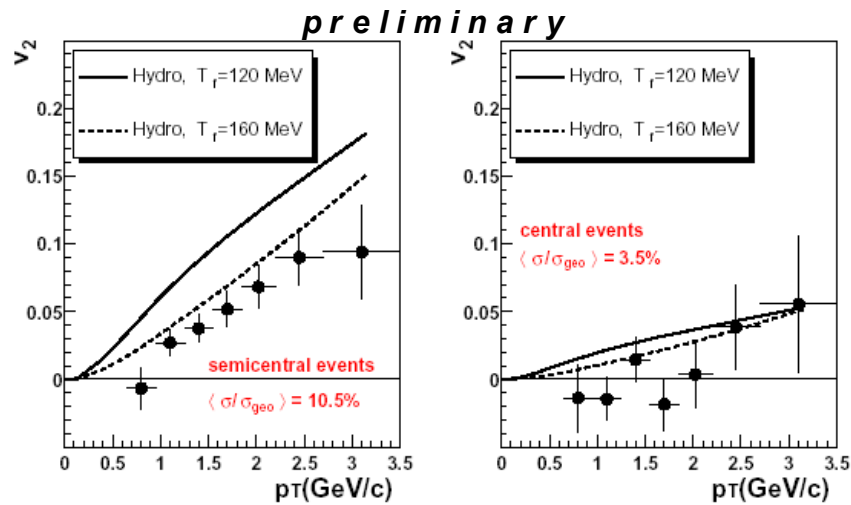 preliminary
v2
Hydro, Tf=120 MeV
Hydro, Tf=160 MeV
0.2
0.15
0.1
0.05
0
semicentral events
⟨ σ/σgeo ⟩ = 10.5%
0 0.5 1 1.5 2 2.5 3 3.5
pT(GeV/c)
v2
Hydro, Tf=120 MeV
Hydro, Tf=160 MeV
0.2
0.15
0.1
central events
⟨ σ/σgeo ⟩ = 3.5%
0.05
0
0 0.5 1 1.5 2 2.5 3 3.5
pT(GeV/c)